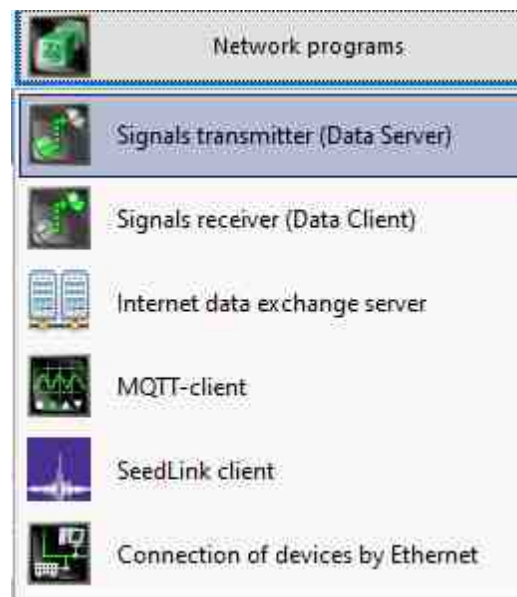 Network programs
Signals transmitter (Data Server)
Signals receiver (Data Client)
Internet data exchange server
MQTT-client
SeedLink client
Connection of devices by Ethernet